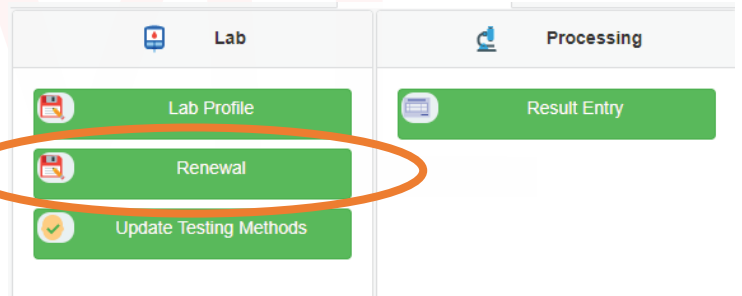 Lab
Processing
Lab Profile
Result Entry
Renewal
Update Testing Methods